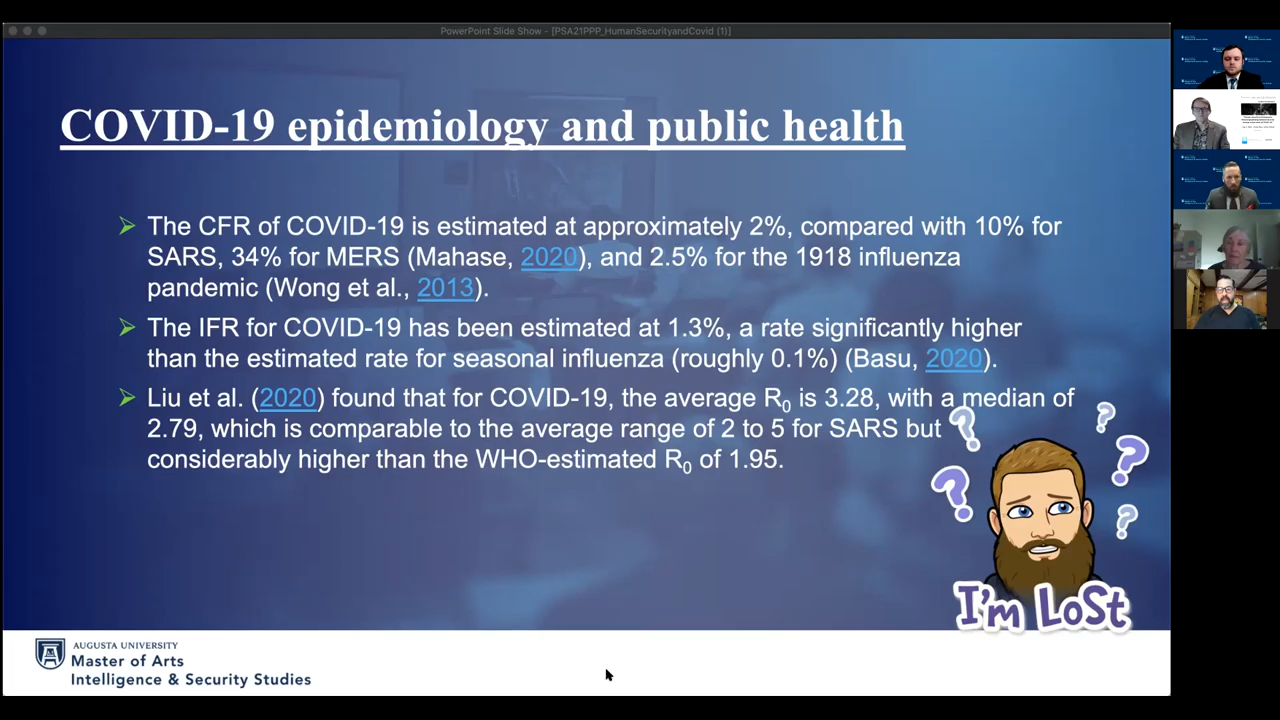 PowerPoint Slide Show - [PSA21PPP_HumanSecurityandCovid (1)]
COVID-19 epidemiology and public health
The CFR of COVID-19 is estimated at approximately 2%, compared with 10% for
SARS, 34% for MERS (Mahase, 2020), and 2.5% for the 1918 influenza
pandemic (Wong et al., 2013).
The IFR for COVID-19 has been estimated at 1.3%, a rate significantly higher
than the estimated rate for seasonal influenza (roughly 0.1%) (Basu, 2020).
Liu et al. (2020) found that for COVID-19, the average R0 is 3.28, with a median of
2.79, which is comparable to the average range of 2 to 5 for SARS but
considerably higher than the WHO-estimated R0 of 1.95.
? ? ? ?
I'm LoSt
AUGUSTA UNIVERSITY
Master of Arts
Intelligence & Security Studies